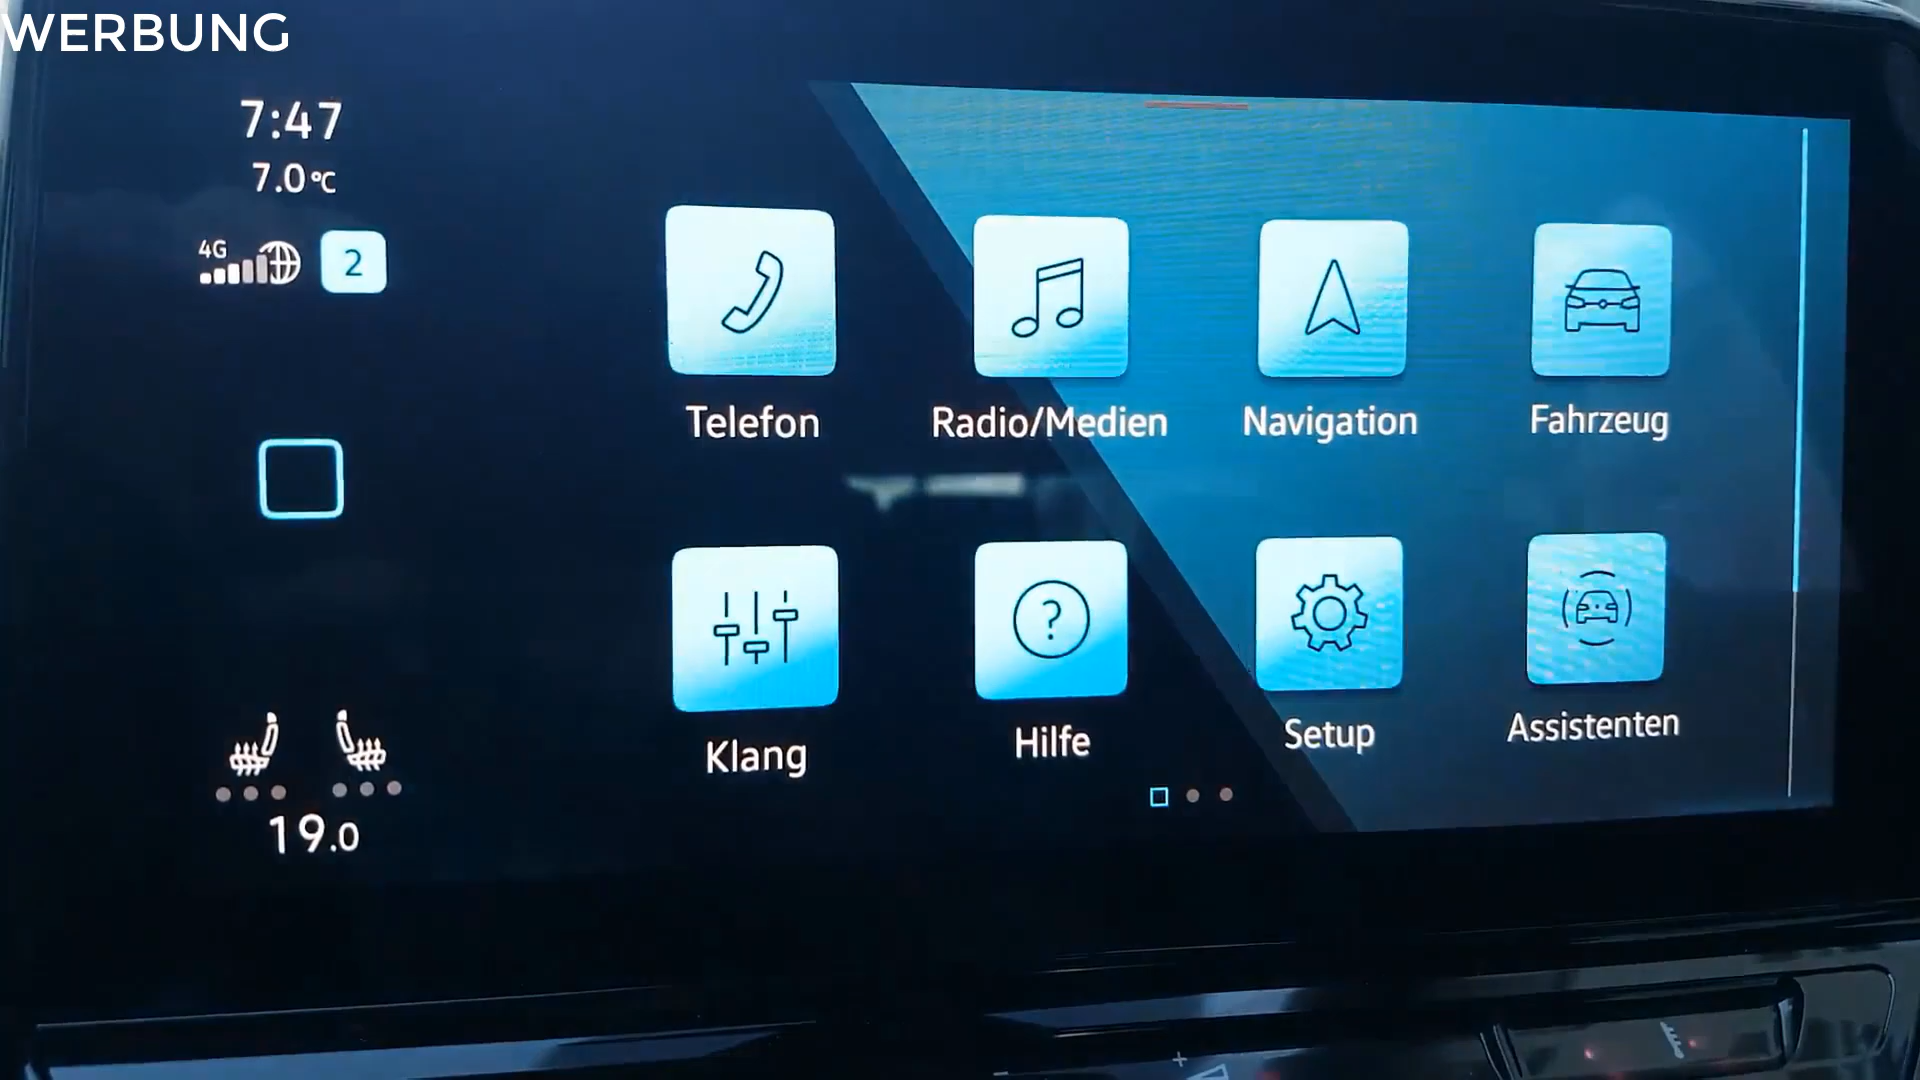 WERBUNG
7:47
7.0°C
4G
2
Telefon
Radio/Medien
Navigation
Fahrzeug
?
Klang
Hilfe
Setup
Assistenten
19.0